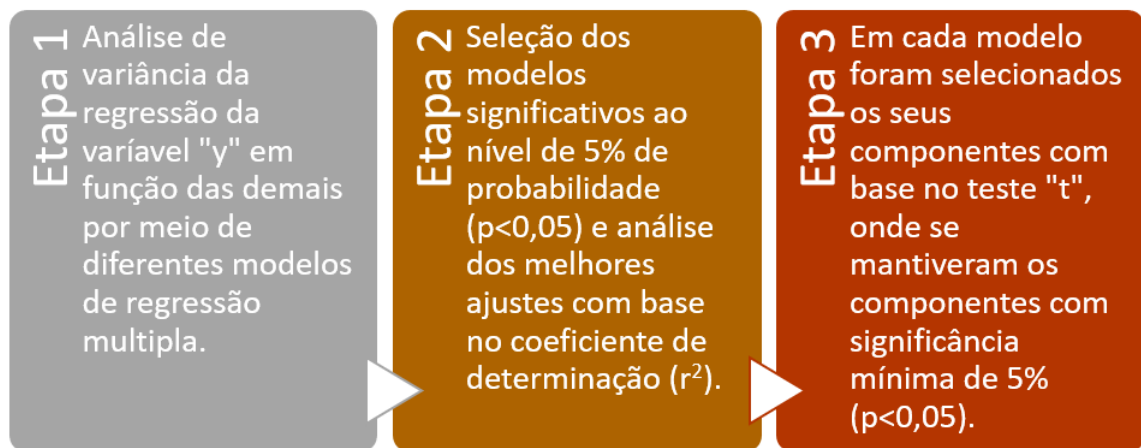 Etapa 1
Análise de
variância da
regressão da
varíavel "y" em
função das demais
por meio de
diferentes modelos
de regressão
multipla.
Etapa 2
Seleção dos
modelos
significativos ao
nível de 5% de
probabilidade
(p<0,05) e análise
dos melhores
ajustes com base
no coeficiente de
determinação (r²).
Etapa 3
Em cada modelo
foram selecionados
os seus
componentes com
base no teste "t",
onde se
mantiveram os
componentes com
significância
mínima de 5%
(p<0,05).